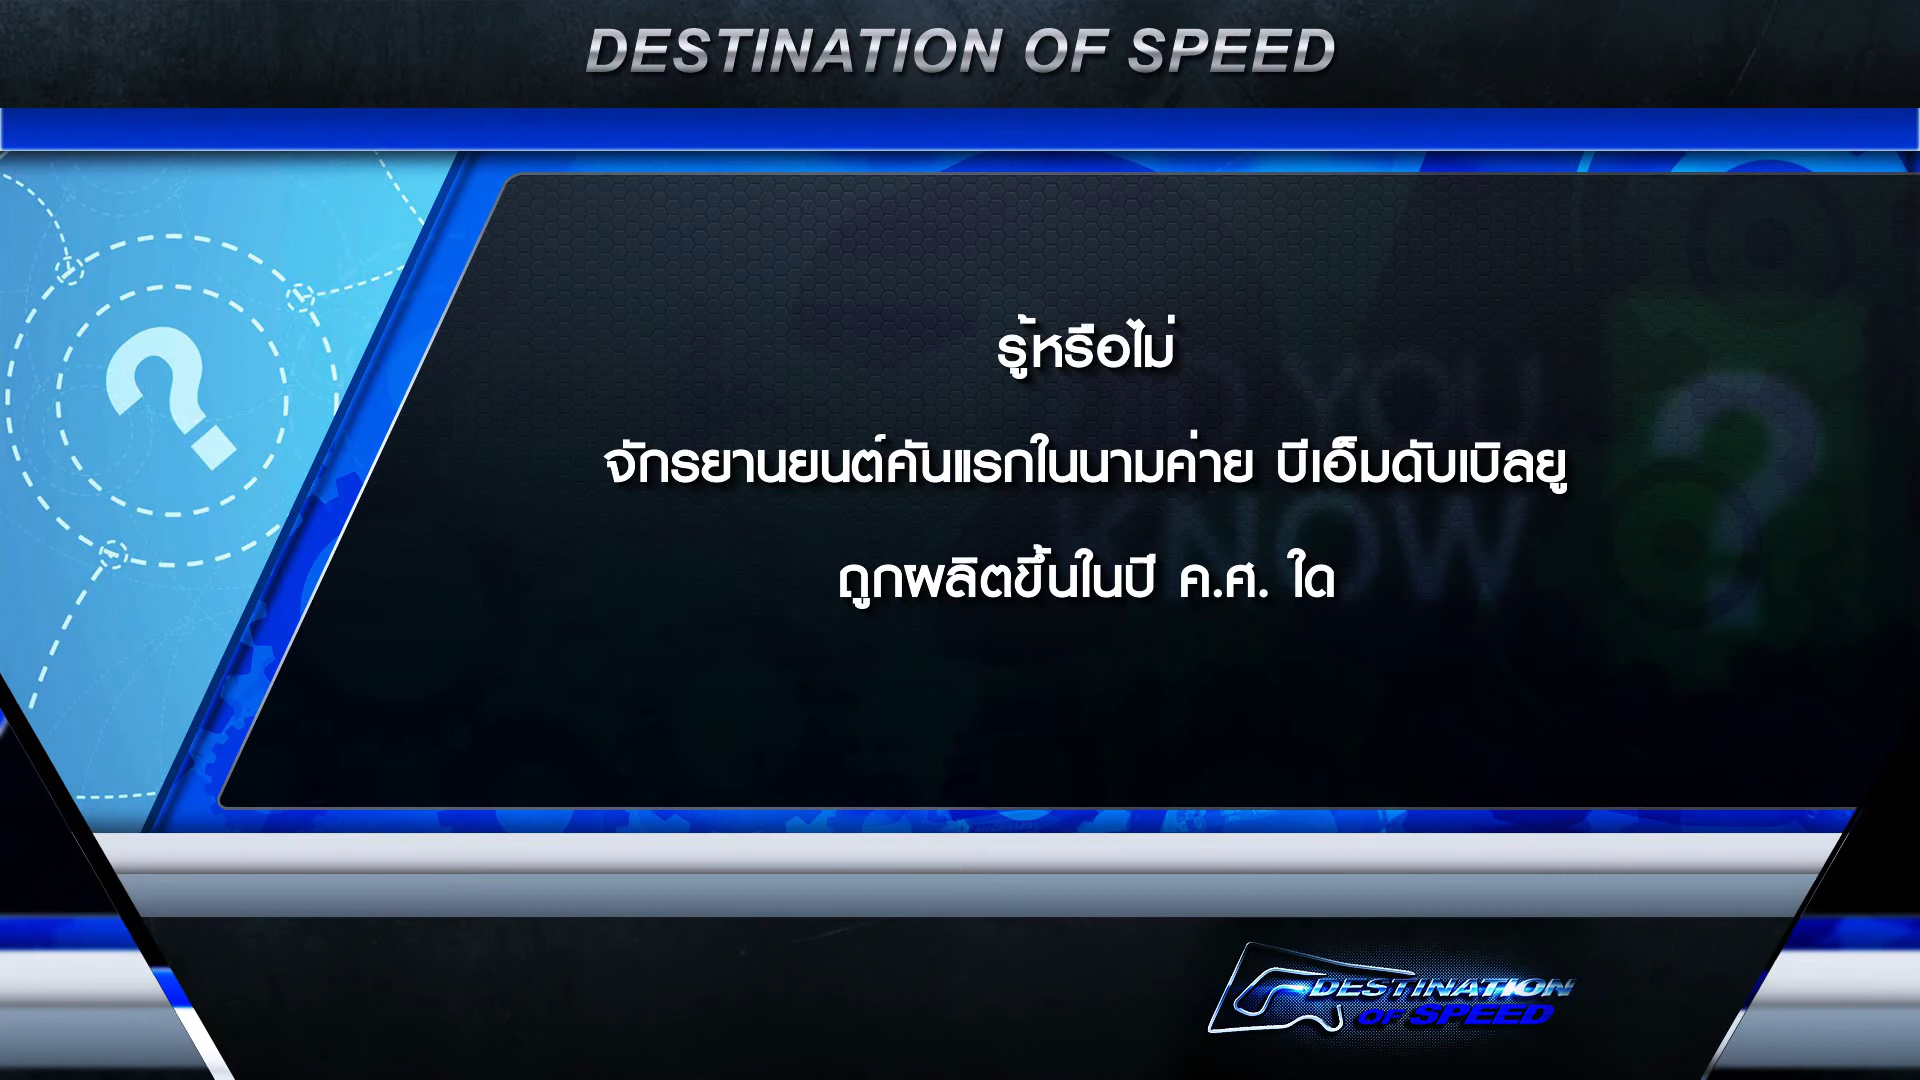 DESTINATION OF SPEED
รู้หรือไม่
จักรยานยนต์คันแรกในนามค่าย บีเอ็มดับเบิลยู
ถูกผลิตขึ้นในปี ค.ศ. ใด
DO YOU
KNOW
?
DESTINATION
OF SPEED